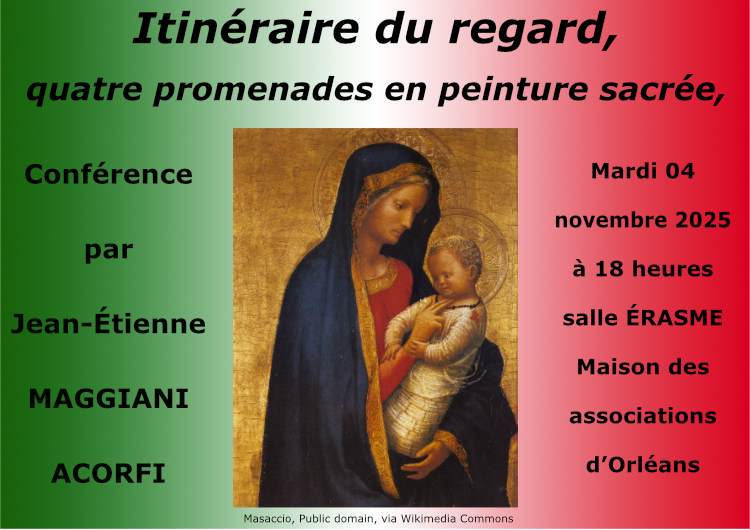 Itinéraire du regard,
quatre promenades en peinture sacrée,
Conférence
par
Jean-Étienne
MAGGIANI
ACORFI
Mardi 04
novembre 2025
à 18 heures
salle ÉRASME
Maison des
associations
d’Orléans
Masaccio, Public domain, via Wikimedia Commons